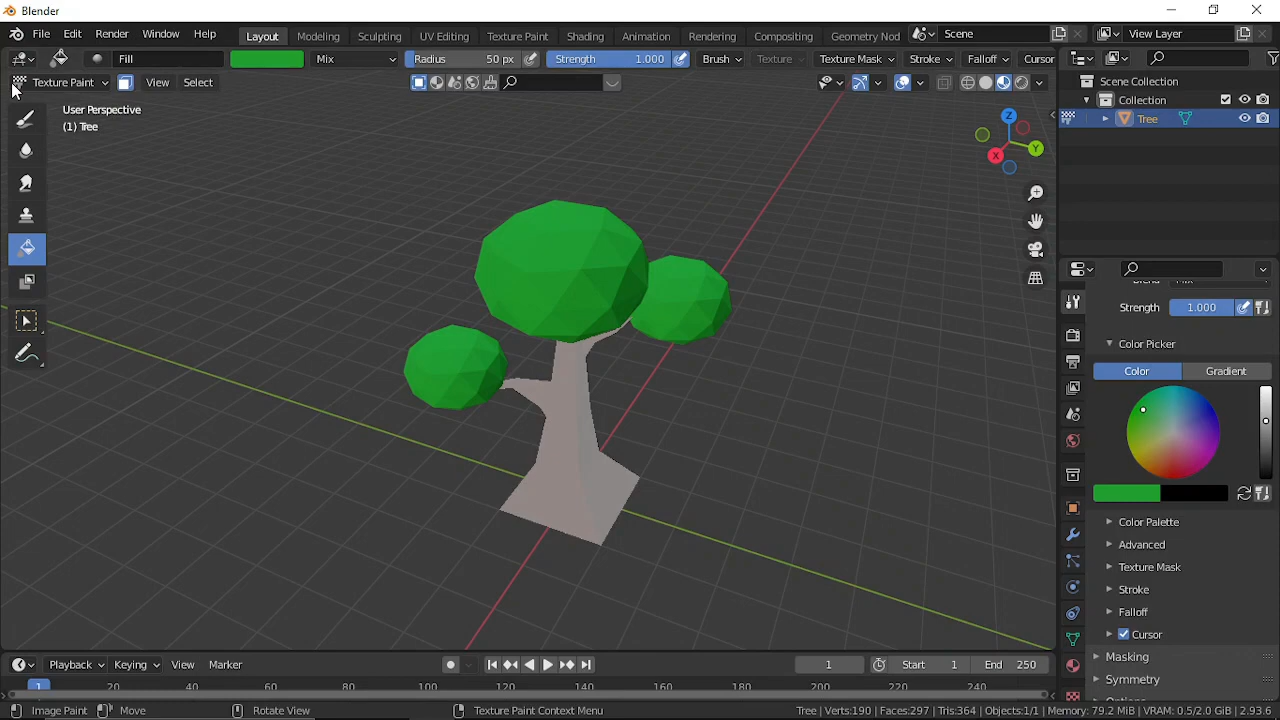 Blender
File Edit Render Window Help Layout Modeling Sculpting UV Editing Texture Paint Shading Animation Rendering Compositing Geometry Nod Scene View Layer
Fill Mix Radius 50 px Strength 1.000 Brush Texture Texture Mask Stroke Falloff Cursor
Texture Paint View Select
User Perspective
(1) Tree
Z
Y
X
Scene Collection
Collection
Tree
Strength 1.000
Color Picker
Color Gradient
Color Palette
Advanced
Texture Mask
Stroke
Falloff
Cursor
Masking
Symmetry
Playback Keying View Marker 1 Start 1 End 250
1 20 40 60 80 100 120 140 160 180 200 220 240
Image Paint Move Rotate View Texture Paint Context Menu Tree | Verts:190 | Faces:297 | Tris:364 | Objects:1/1 | Memory: 79.2 MiB | VRAM: 0.5/2.0 GiB | 2.93.6